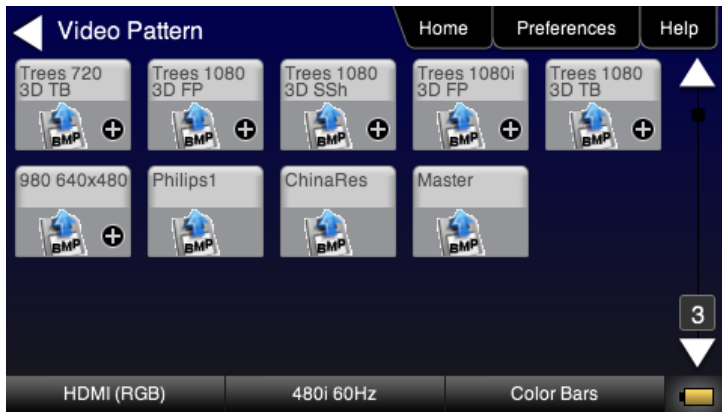 Video Pattern
Home
Preferences
Help
Trees 720
3D TB
BMP
Trees 1080
3D FP
BMP
Trees 1080
3D SSh
BMP
Trees 1080i
3D FP
BMP
Trees 1080
3D TB
BMP
980 640x480
BMP
Philips1
BMP
ChinaRes
BMP
Master
BMP
3
HDMI (RGB)
480i 60Hz
Color Bars